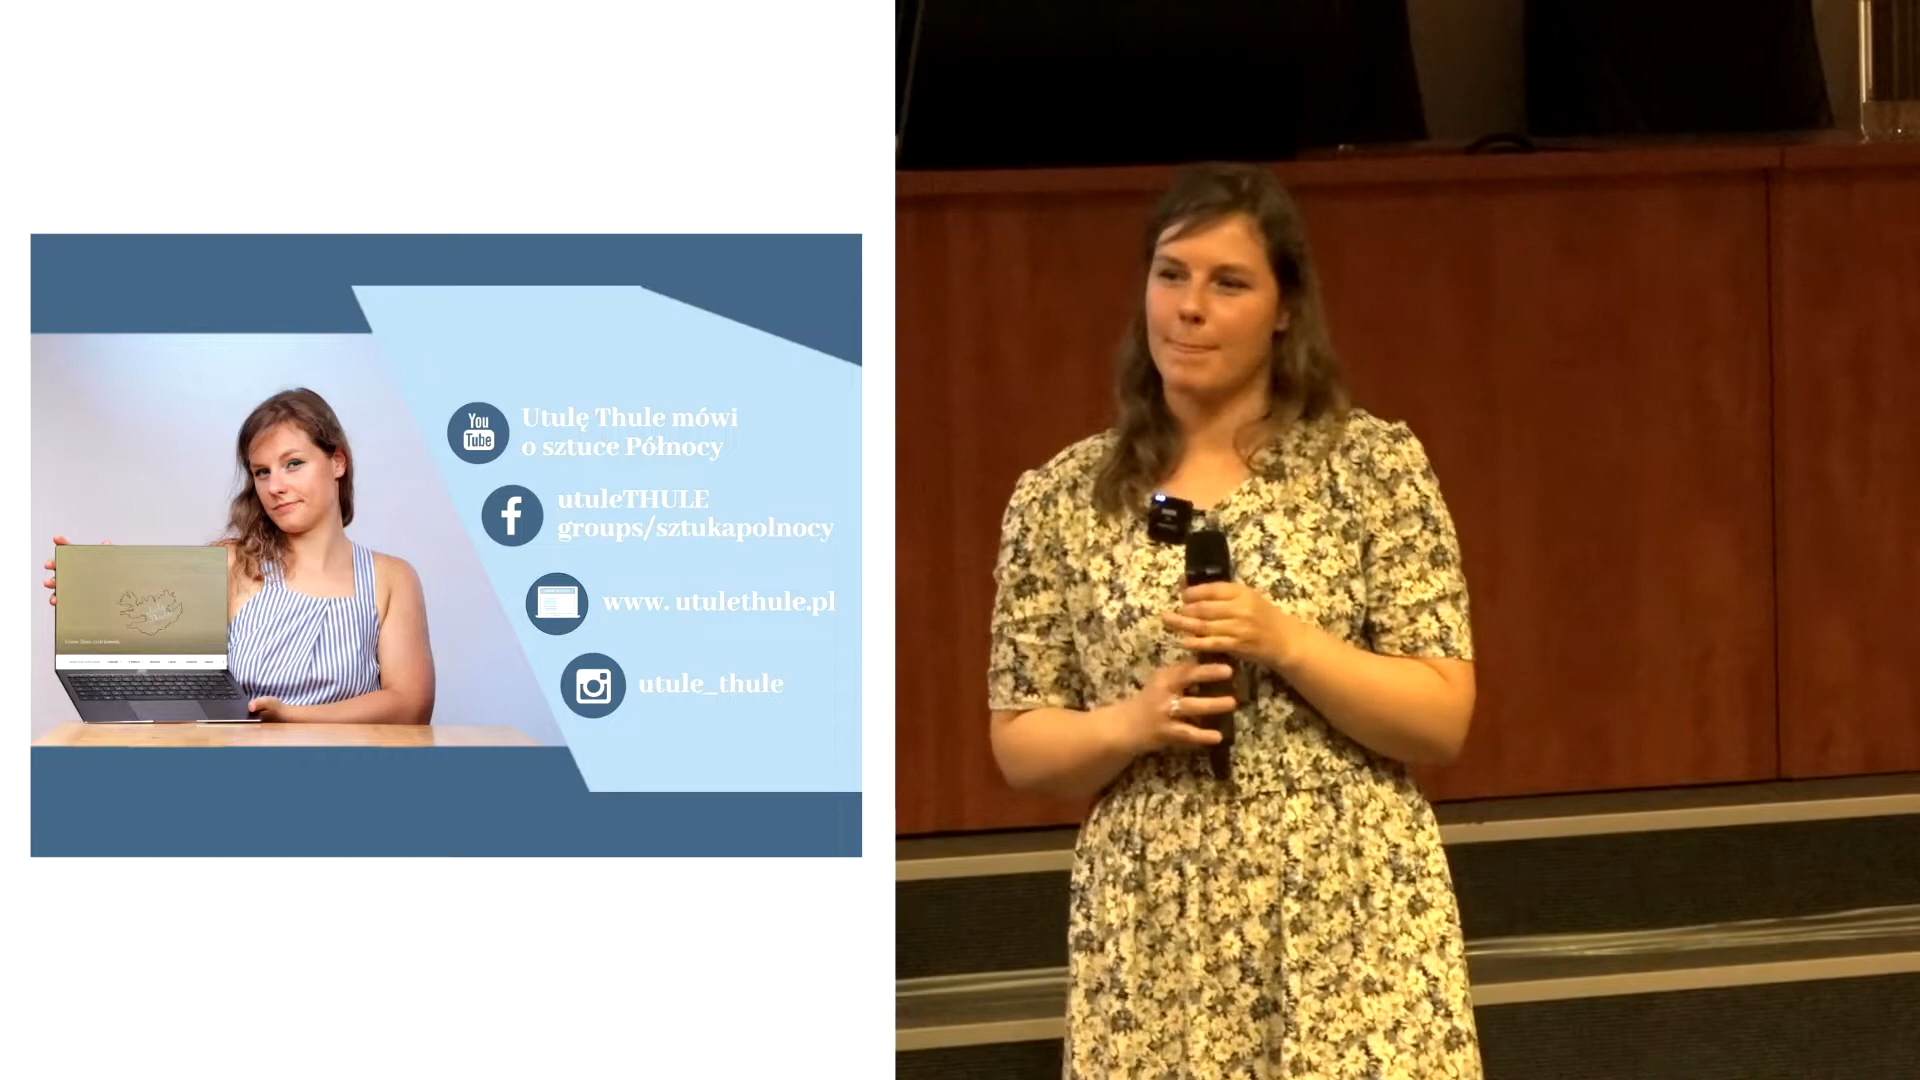 You
Tube
Utulę Thule mówi
o sztuce Północy
utuleTHULE
groups/sztukapolnocy
www. utulethule.pl
utule_thule